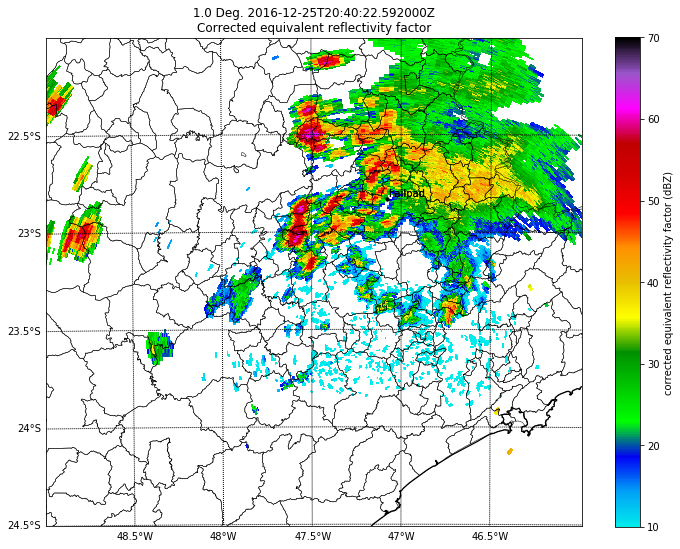 1.0 Deg. 2016-12-25T20:40:22.592000Z
Corrected equivalent reflectivity factor
70
60
50
40
30
20
10
corrected equivalent reflectivity factor (dBZ)
22.5°S
23°S
23.5°S
24°S
24.5°S
48.5°W
48°W
47.5°W
47°W
46.5°W